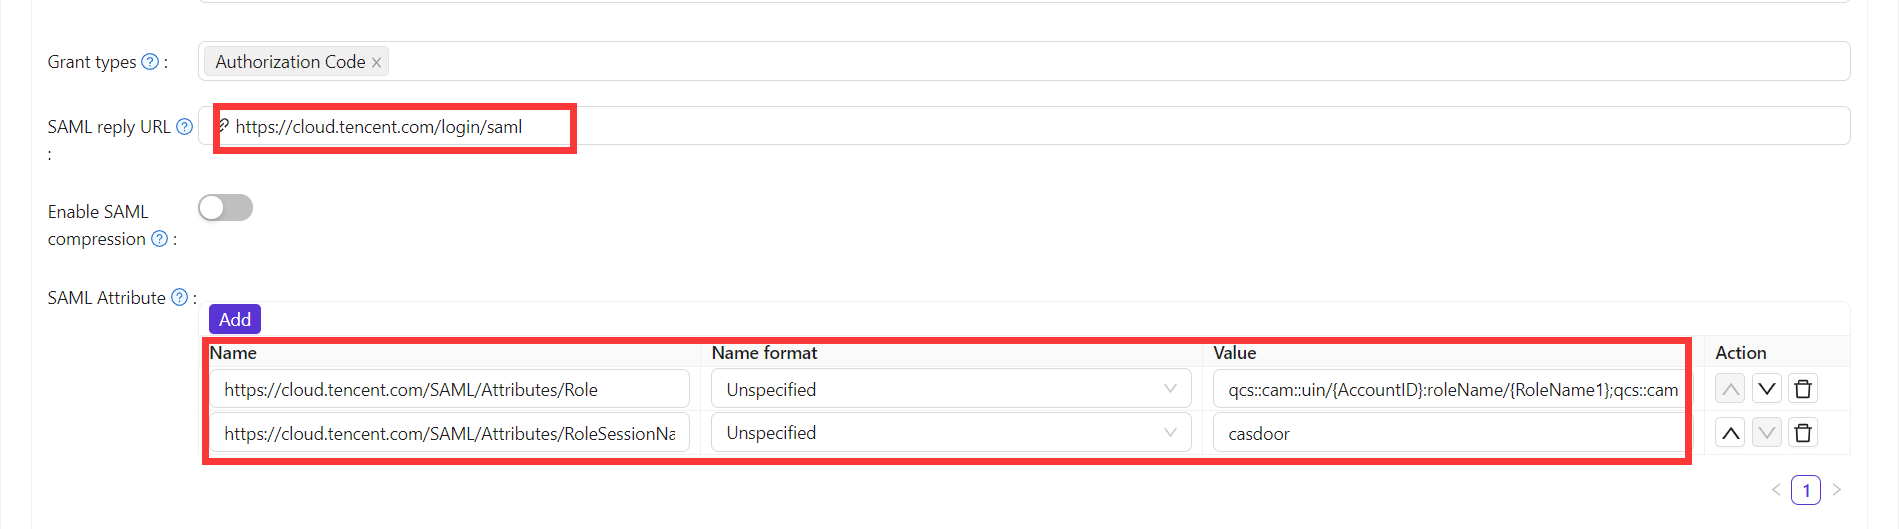 Grant types ? :
Authorization Code ×
SAML reply URL ?
:
https://cloud.tencent.com/login/saml
Enable SAML
compression ? :
SAML Attribute ? :
Add
Name Name format Value Action
https://cloud.tencent.com/SAML/Attributes/Role Unspecified qcs::cam::uin/{AccountID}:roleName/{RoleName1};qcs::cam
https://cloud.tencent.com/SAML/Attributes/RoleSessionNa Unspecified casdoor
< 1 >